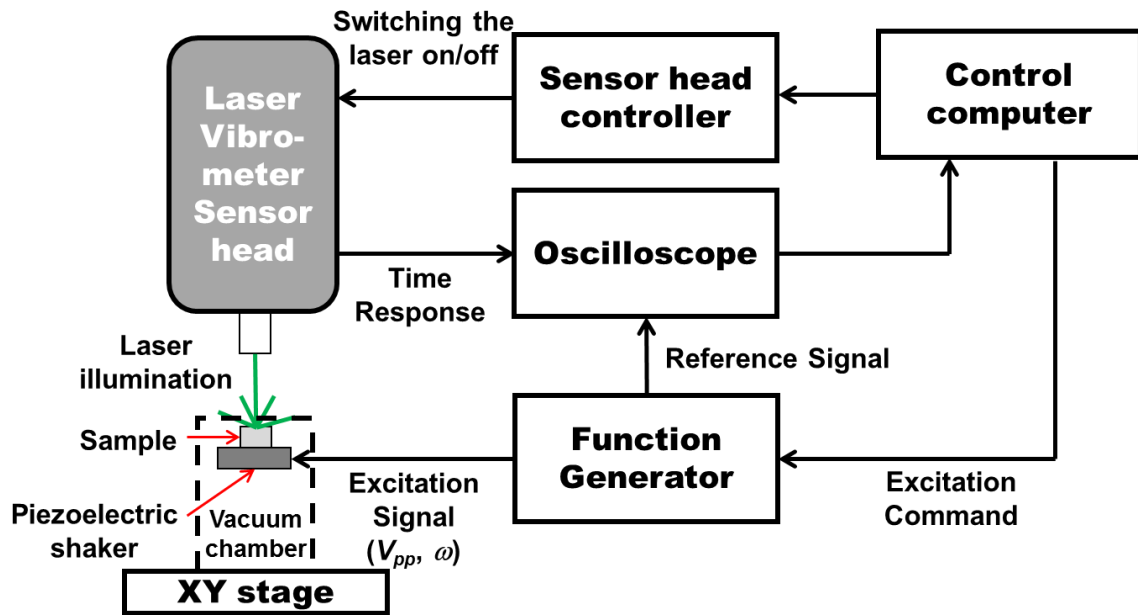 Switching the
laser on/off
Laser
Vibro-
meter
Sensor
head
Sensor head
controller
Control
computer
Oscilloscope
Time
Response
Laser
illumination
Reference Signal
Sample
Function
Generator
Excitation
Signal
(Vpp, ω)
Excitation
Command
Piezoelectric
shaker
Vacuum
chamber
XY stage